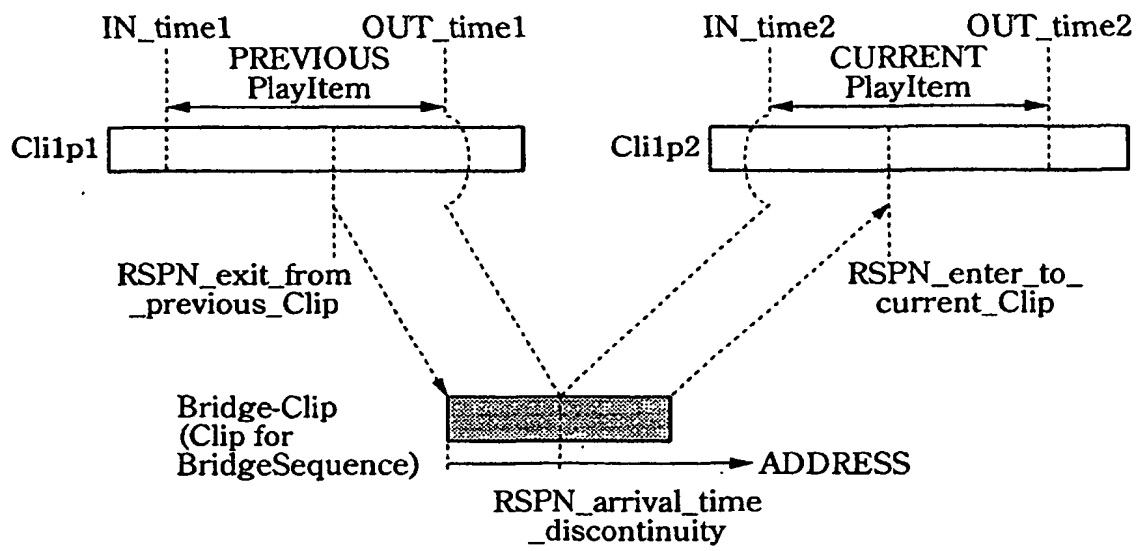 IN_time1
OUT_time1
IN_time2
OUT_time2
PREVIOUS
PlayItem
CURRENT
PlayItem
Cli1p1
Cli1p2
RSPN_exit_from
_previous_Clip
RSPN_enter_to_
current_Clip
Bridge-Clip
(Clip for
BridgeSequence)
ADDRESS
RSPN_arrival_time
_discontinuity